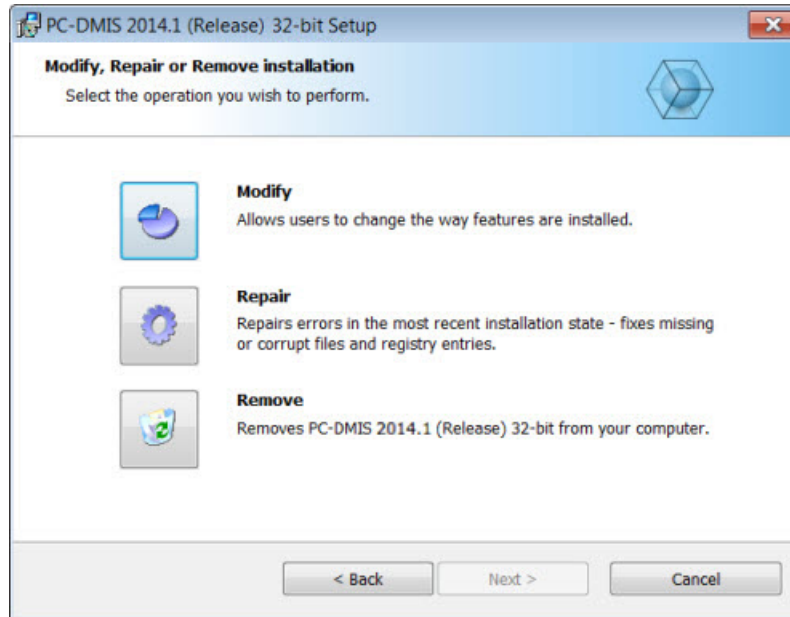 PC-DMIS 2014.1 (Release) 32-bit Setup
Modify, Repair or Remove installation
Select the operation you wish to perform.
Modify
Allows users to change the way features are installed.
Repair
Repairs errors in the most recent installation state - fixes missing
or corrupt files and registry entries.
Remove
Removes PC-DMIS 2014.1 (Release) 32-bit from your computer.
< Back
Next >
Cancel